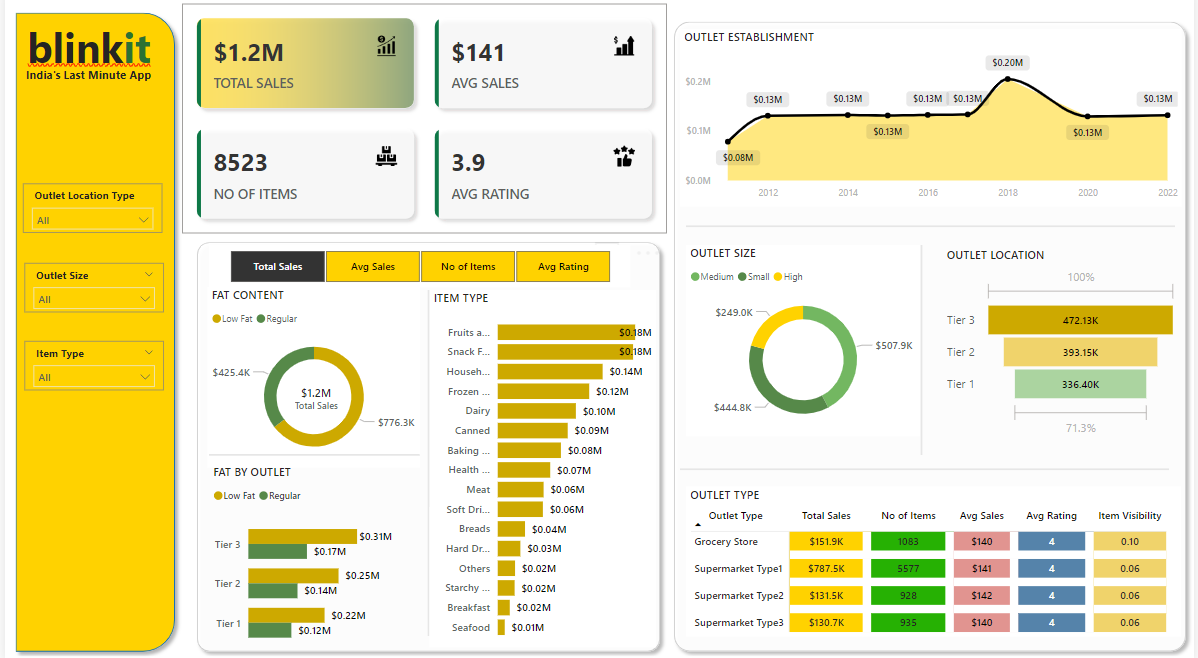 blinkit
India's Last Minute App
Outlet Location Type
All
Outlet Size
All
Item Type
All
$1.2M
TOTAL SALES
$141
AVG SALES
8523
NO OF ITEMS
3.9
AVG RATING
Total Sales Avg Sales No of Items Avg Rating
FAT CONTENT
Low Fat Regular
$425.4K
$1.2M
Total Sales
$776.3K
FAT BY OUTLET
Low Fat Regular
Tier 3 $0.31M
$0.17M
Tier 2 $0.25M
$0.14M
Tier 1 $0.22M
$0.12M
ITEM TYPE
Fruits a... $0.18M
Snack F... $0.18M
Househ... $0.14M
Frozen ... $0.12M
Dairy $0.10M
Canned $0.09M
Baking ... $0.08M
Health ... $0.07M
Meat $0.06M
Soft Dri... $0.06M
Breads $0.04M
Hard Dr... $0.03M
Others $0.02M
Starchy ... $0.02M
Breakfast $0.02M
Seafood $0.01M
OUTLET ESTABLISHMENT
$0.20M
$0.2M
$0.13M $0.13M $0.13M $0.13M $0.13M
$0.1M
$0.13M $0.13M
$0.08M
$0.0M
2012 2014 2016 2018 2020 2022
OUTLET SIZE
Medium Small High
$249.0K
$507.9K
$444.8K
OUTLET LOCATION
100%
Tier 3 472.13K
Tier 2 393.15K
Tier 1 336.40K
71.3%
OUTLET TYPE
Outlet Type Total Sales No of Items Avg Sales Avg Rating Item Visibility
Grocery Store $151.9K 1083 $140 4 0.10
Supermarket Type1 $787.5K 5577 $141 4 0.06
Supermarket Type2 $131.5K 928 $142 4 0.06
Supermarket Type3 $130.7K 935 $140 4 0.06